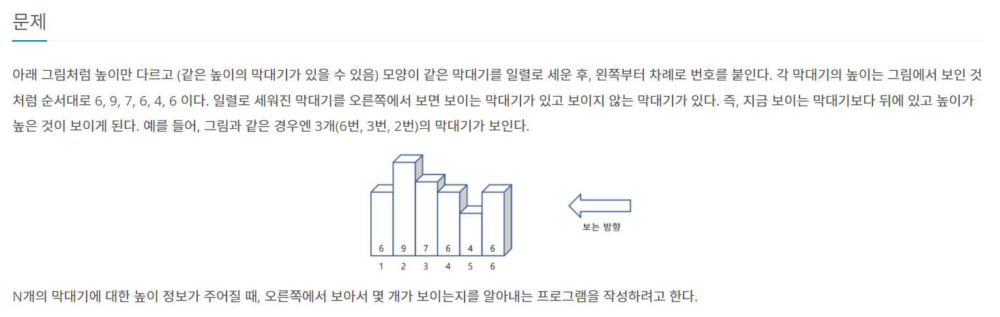 문제
아래 그림처럼 높이만 다르고 (같은 높이의 막대기가 있을 수 있음) 모양이 같은 막대기를 일렬로 세운 후, 왼쪽부터 차례로 번호를 붙인다. 각 막대기의 높이는 그림에서 보인 것
처럼 순서대로 6, 9, 7, 6, 4, 6 이다. 일렬로 세워진 막대기를 오른쪽에서 보면 보이는 막대기가 있고 보이지 않는 막대기가 있다. 즉, 지금 보이는 막대기보다 뒤에 있고 높이가
높은 것이 보이게 된다. 예를 들어, 그림과 같은 경우엔 3개(6번, 3번, 2번)의 막대기가 보인다.
보는 방향
6 9 7 6 4 6
1 2 3 4 5 6
N개의 막대기에 대한 높이 정보가 주어질 때, 오른쪽에서 보아서 몇 개가 보이는지를 알아내는 프로그램을 작성하려고 한다.